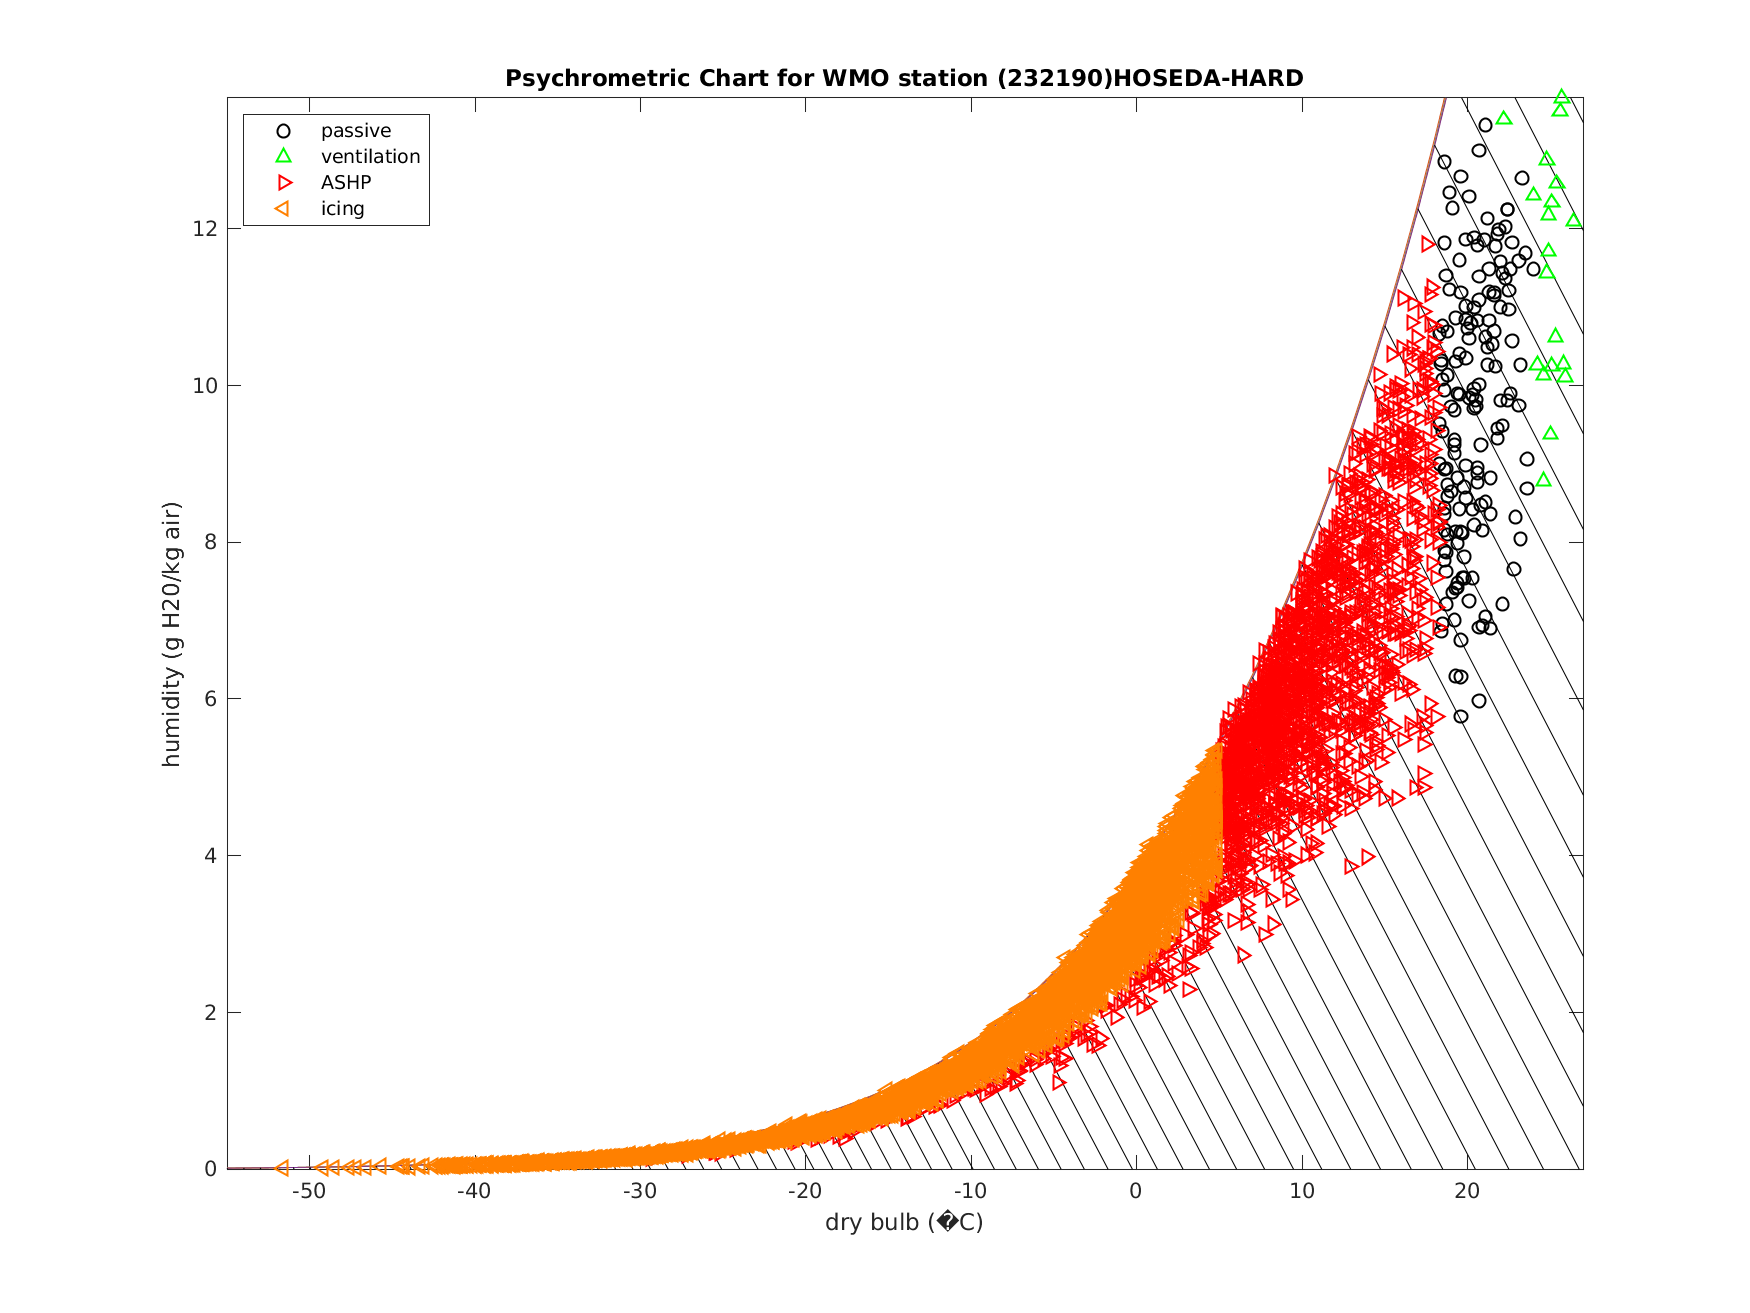 Psychrometric Chart for WMO station (232190)HOSEDA-HARD
passive
ventilation
ASHP
icing
humidity (g H20/kg air)
12
10
8
6
4
2
0
-50 -40 -30 -20 -10 0 10 20
dry bulb (�C)